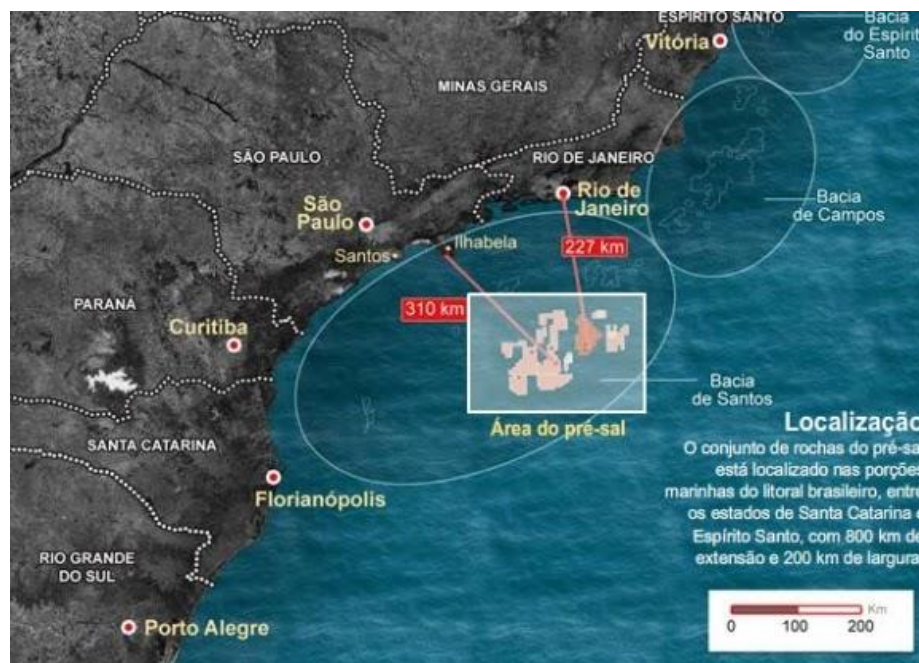 ESPÍRITO SANTO
Bacia
do Espírit
Santo
Vitória
MINAS GERAIS
SÃO PAULO
RIO DE JANEIRO
São
Paulo
Rio de
Janeiro
Bacia
de Campos
Santos
Ilhabela
227 km
310 km
PARANÁ
Curitiba
Bacia
de Santos
Área do pré-sal
SANTA CATARINA
Florianópolis
Localização
O conjunto de rochas do pré-sa
está localizado nas porções
marinhas do litoral brasileiro, entre
os estados de Santa Catarina e
Espírito Santo, com 800 km de
extensão e 200 km de largura
RIO GRANDE
DO SUL
Porto Alegre
Km
0 100 200